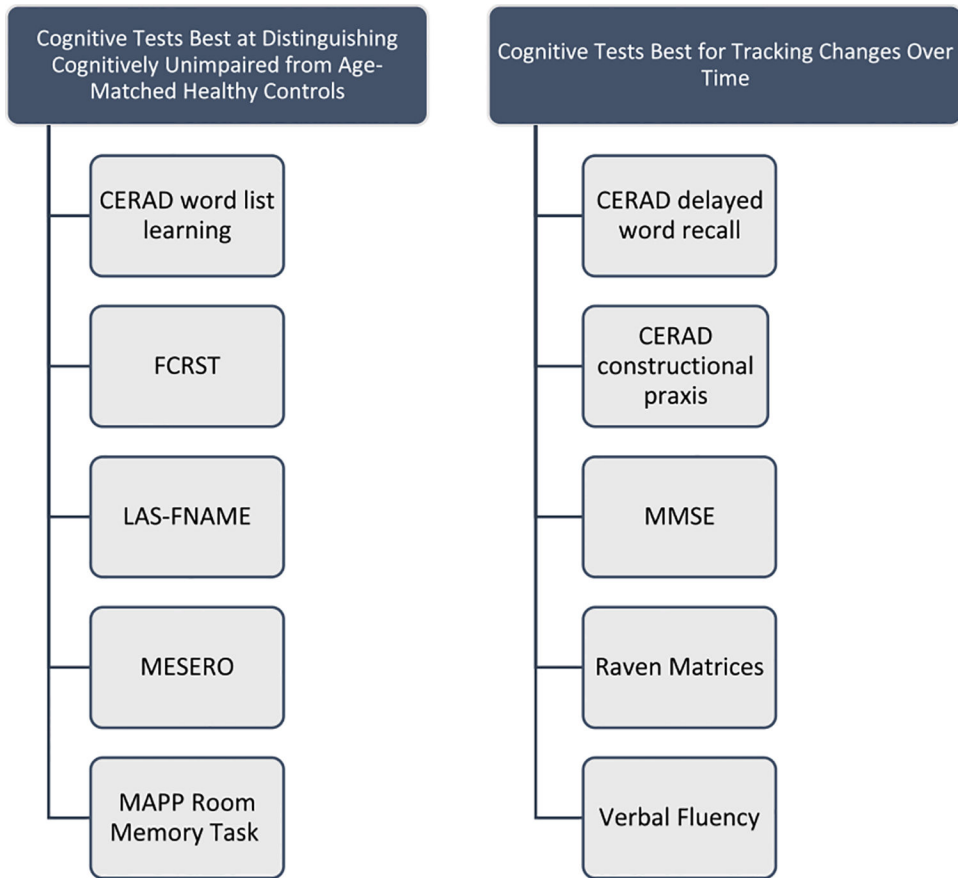 Cognitive Tests Best at Distinguishing
Cognitively Unimpaired from Age-
Matched Healthy Controls
CERAD word list
learning
FCRST
LAS-FNAME
MESERO
MAPP Room
Memory Task
Cognitive Tests Best for Tracking Changes Over
Time
CERAD delayed
word recall
CERAD
constructional
praxis
MMSE
Raven Matrices
Verbal Fluency